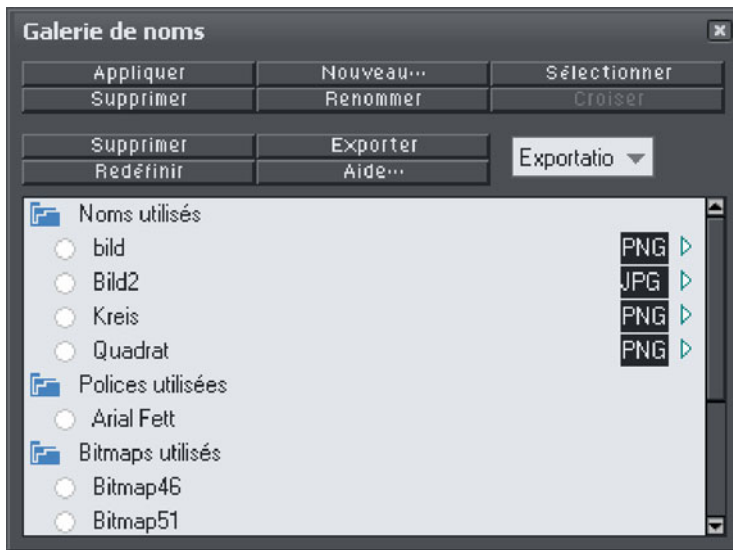 Galerie de noms
Appliquer Nouveau... Sélectionner
Supprimer Renommer Croiser
Supprimer Exporter Exportatio
Redéfinir Aide...
Noms utilisés
bild PNG
Bild2 JPG
Kreis PNG
Quadrat PNG
Polices utilisées
Arial Fett
Bitmaps utilisés
Bitmap46
Bitmap51